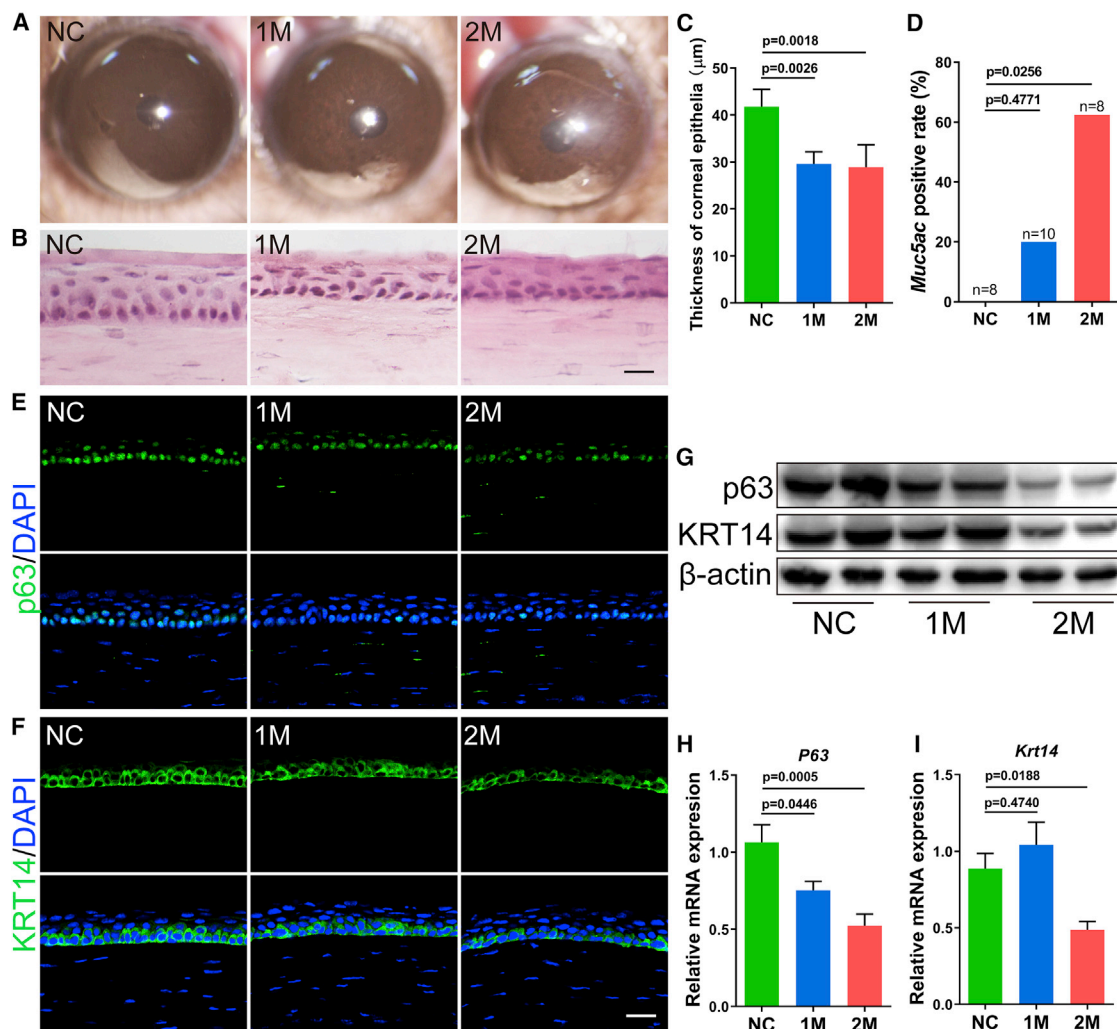 A
NC
1M
2M
B
NC
1M
2M
C
Thickness of corneal epithelia (μm)
50
40
30
20
10
0
p=0.0018
p=0.0026
NC
1M
2M
D
Muc5ac positive rate (%)
80
60
40
20
0
p=0.0256
p=0.4771
n=8
n=10
n=8
NC
1M
2M
E
p63/DAPI
NC
1M
2M
F
KRT14/DAPI
NC
1M
2M
G
p63
KRT14
β-actin
NC
1M
2M
H
P63
Relative mRNA expression
1.5
1.0
0.5
0.0
p=0.0005
p=0.0446
NC
1M
2M
I
Krt14
Relative mRNA expresion
1.5
1.0
0.5
0.0
p=0.0188
p=0.4740
NC
1M
2M